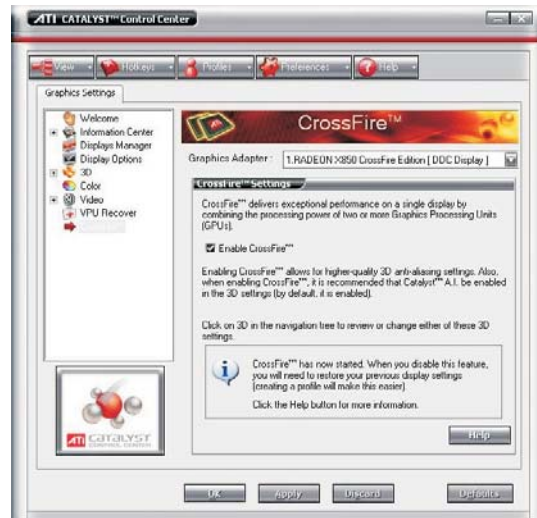 ATI CATALYST™ Control Center
View
Hotkeys
Profiles
Preferences
Help
Graphics Settings
Welcome
Information Center
Displays Manager
Display Options
3D
Color
Video
VPU Recover
CrossFire™
Graphics Adapter :
1.RADEON X850 CrossFire Edition [ DDC Display ]
CrossFire™ Settings
CrossFire™ delivers exceptional performance on a single display by
combining the processing power of two or more Graphics Processing Units
(GPUs).
Enable CrossFire™
Enabling CrossFire™ allows for higher-quality 3D anti-aliasing settings. Also,
when enabling CrossFire™, it is recommended that Catalyst™ A.I. be enabled
in the 3D settings (by default, it is enabled).
Click on 3D in the navigation tree to review or change either of these 3D
settings.
CrossFire™ has now started. When you disable this feature,
you will need to restore your previous display settings
(creating a profile will make this easier).
Click the Help button for more information.
Help
ATI CATALYST
CONTROL CENTER
OK
Apply
Discard
Defaults